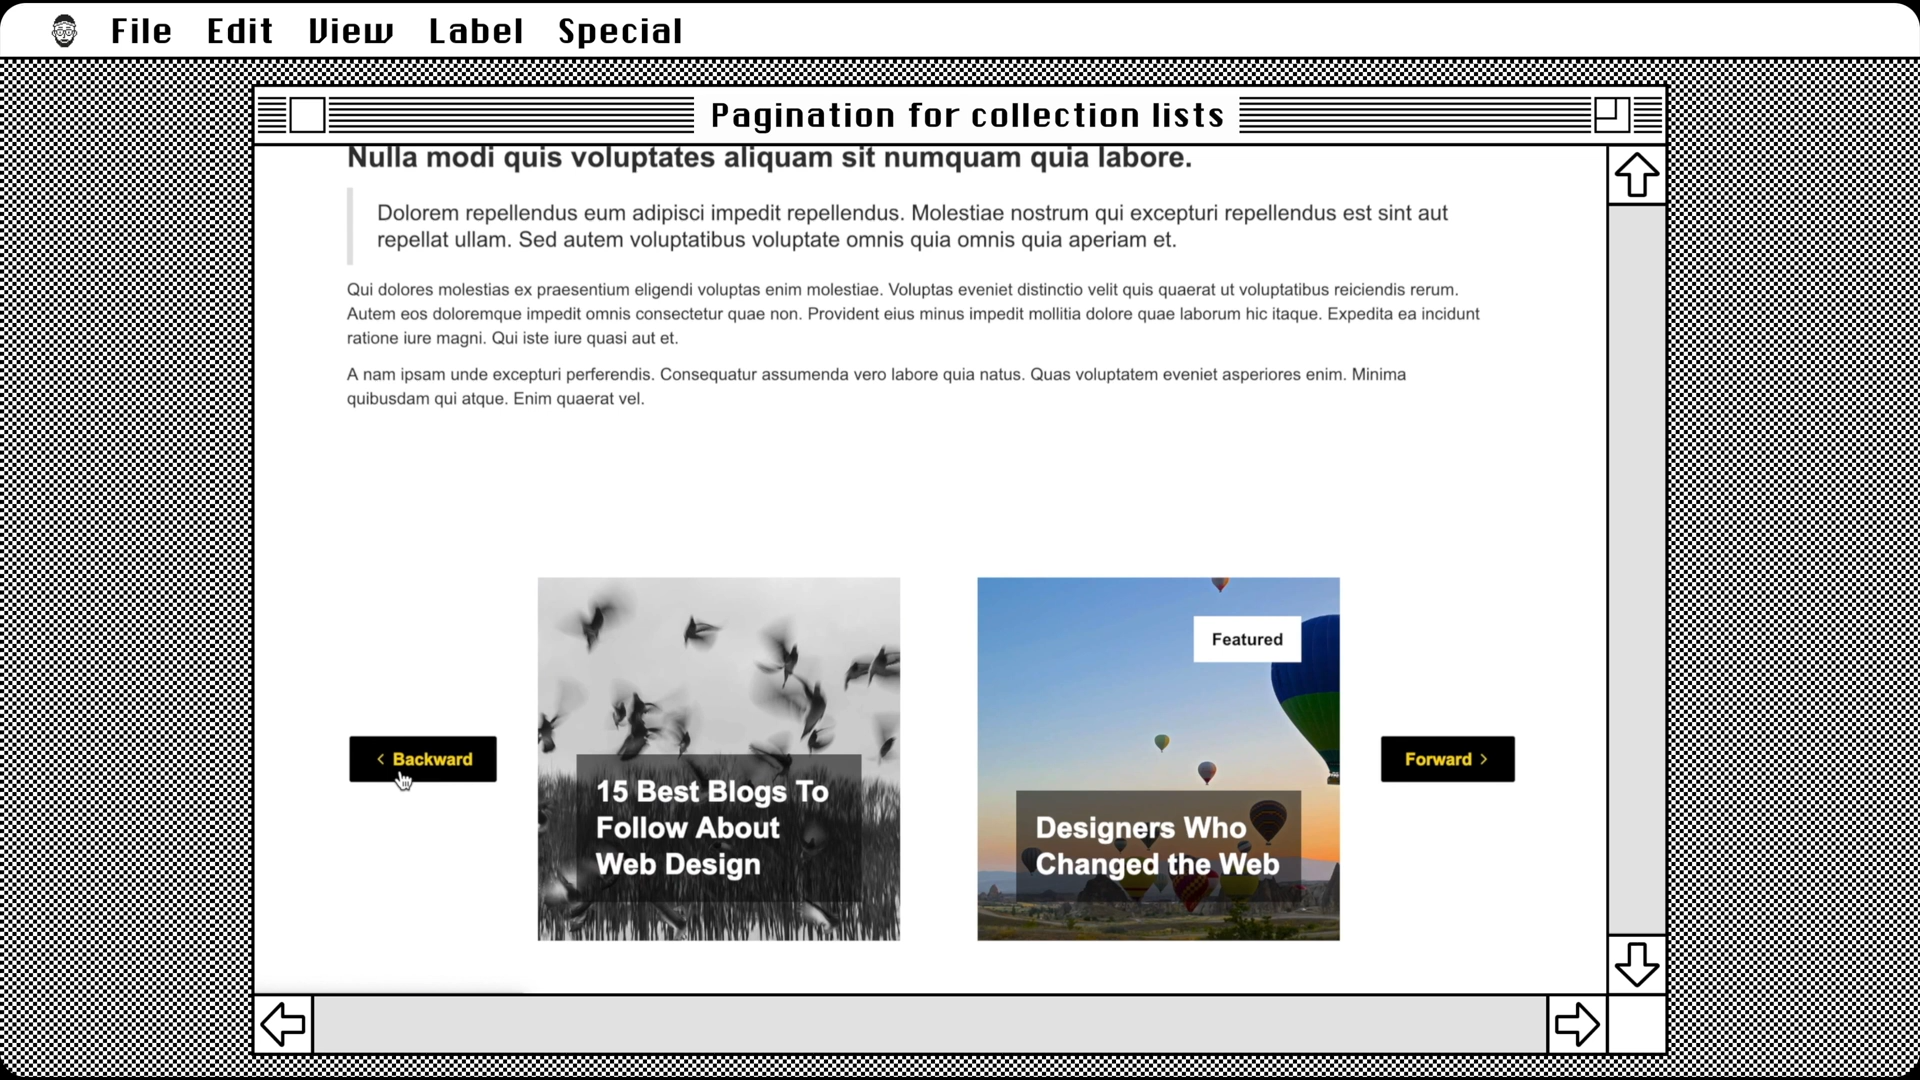 File Edit View Label Special
Pagination for collection lists
Nulla modi quis voluptates aliquam sit numquam quia labore.
Dolorem repellendus eum adipisci impedit repellendus. Molestiae nostrum qui excepturi repellendus est sint aut
repellat ullam. Sed autem voluptatibus voluptate omnis quia omnis quia aperiam et.
Qui dolores molestias ex praesentium eligendi voluptas enim molestiae. Voluptas eveniet distinctio velit quis quaerat ut voluptatibus reiciendis rerum.
Autem eos doloremque impedit omnis consectetur quae non. Provident eius minus impedit mollitia dolore quae laborum hic itaque. Expedita ea incidunt
ratione iure magni. Qui iste iure quasi aut et.
A nam ipsam unde excepturi perferendis. Consequatur assumenda vero labore quia natus. Quas voluptatem eveniet asperiores enim. Minima
quibusdam qui atque. Enim quaerat vel.
< Backward
15 Best Blogs To
Follow About
Web Design
Featured
Designers Who
Changed the Web
Forward >